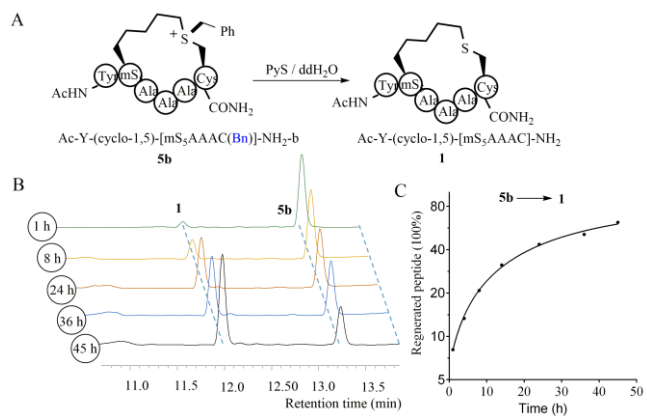 A
+
S
Ph
Tyr mS Ala Ala Ala Cys
AcHN
CONH2
PyS / ddH2O
S
Tyr mS Ala Ala Ala Cys
AcHN
CONH2
Ac-Y-(cyclo-1,5)-[mS5AAAC(Bn)]-NH2-b
5b
Ac-Y-(cyclo-1,5)-[mS5AAAC]-NH2
1
B
1
5b
1 h
8 h
24 h
36 h
45 h
11.0 11.5 12.0 12.50 13.0 13.5
Retention time (min)
C
5b 1
Regnerated peptide (100%)
80
40
20
10
5
0 10 20 30 40 50
Time (h)